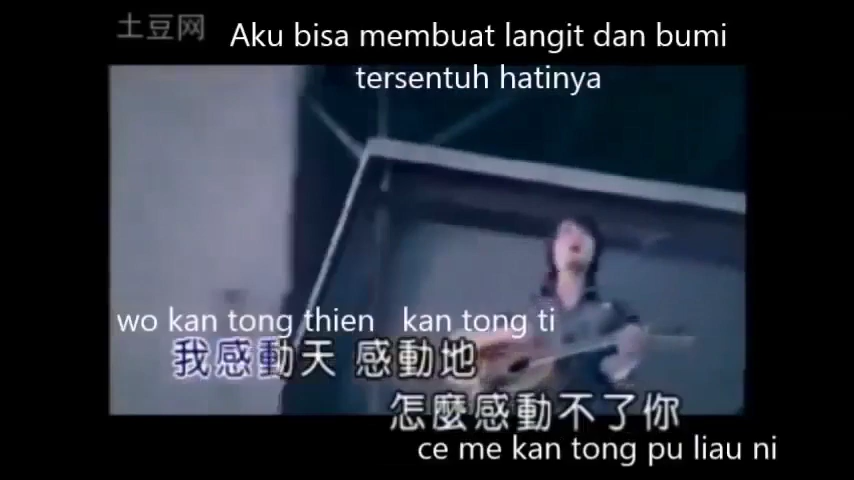 土豆网
Aku bisa membuat langit dan bumi
tersentuh hatinya
wo kan tong thien kan tong ti
我感動天 感動地
怎麼感動不了你
ce me kan tong pu liau ni